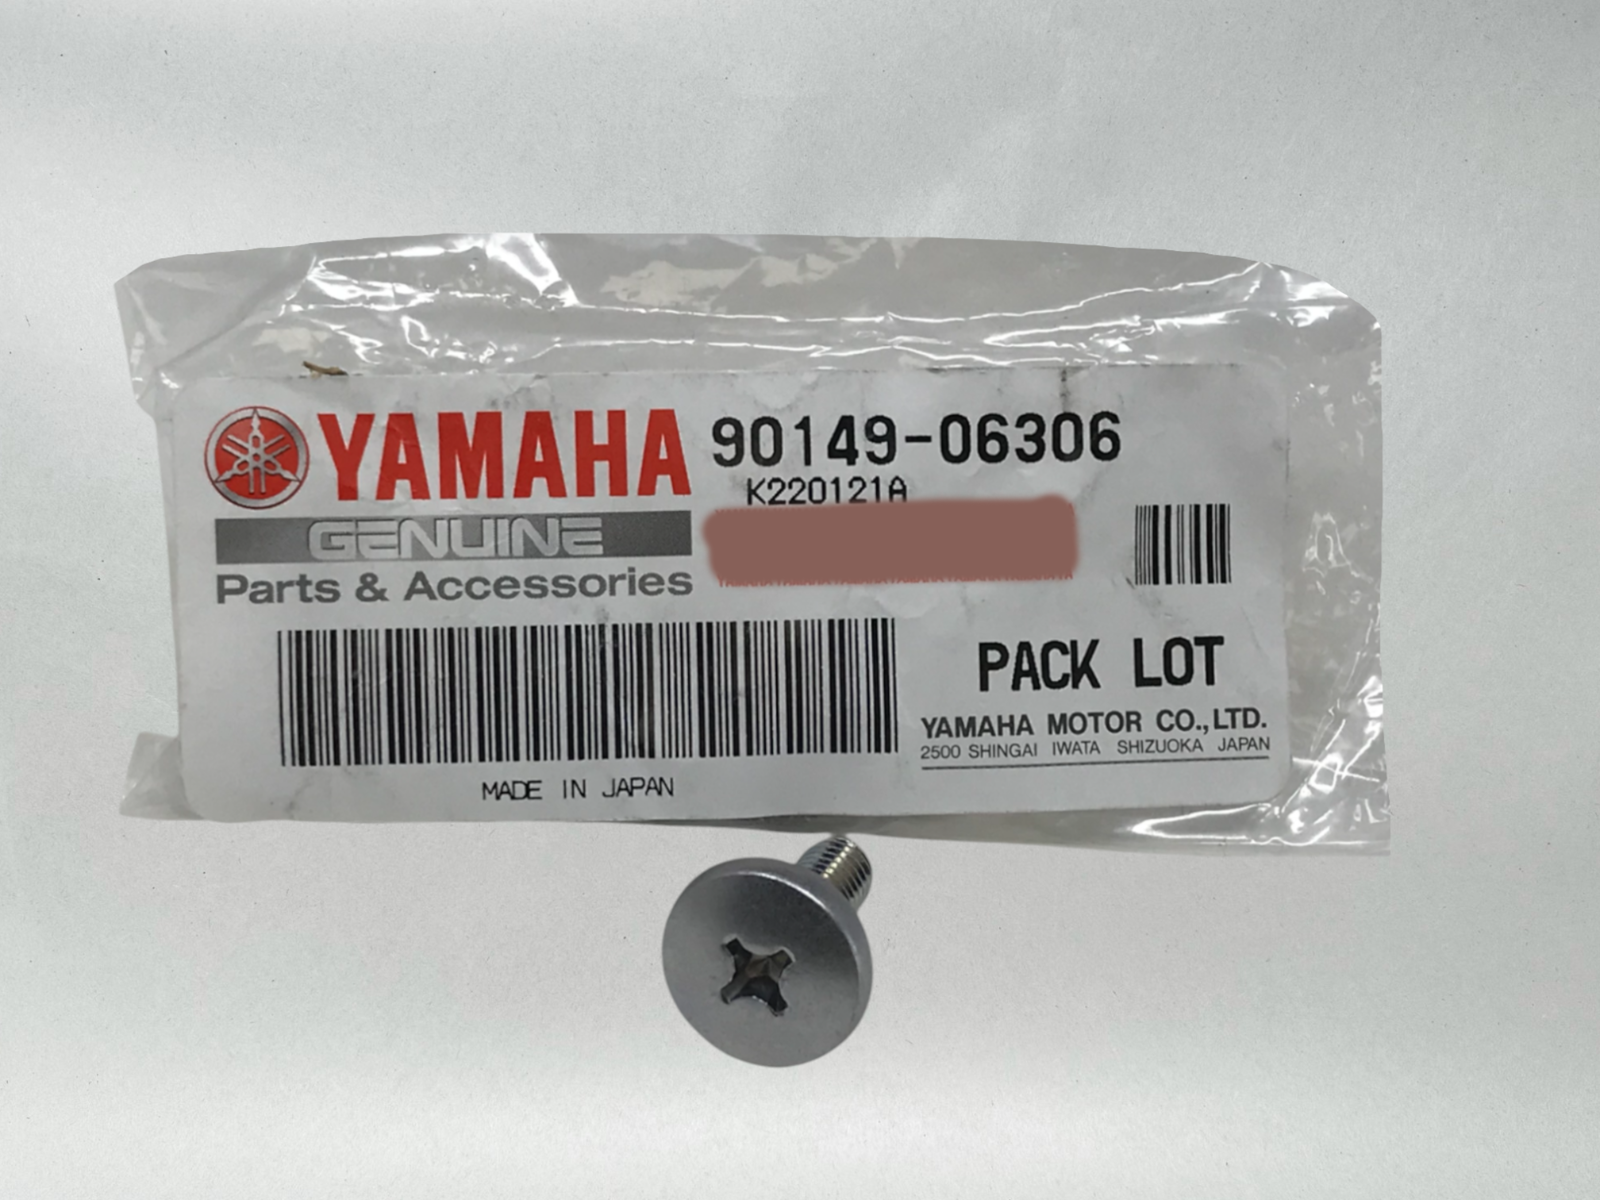 YAMAHA
90149-06306
K220121A
GENUINE
Parts & Accessories
PACK LOT
YAMAHA MOTOR CO., LTD.
2500 SHINGAI IWATA SHIZUOKA JAPAN
MADE IN JAPAN